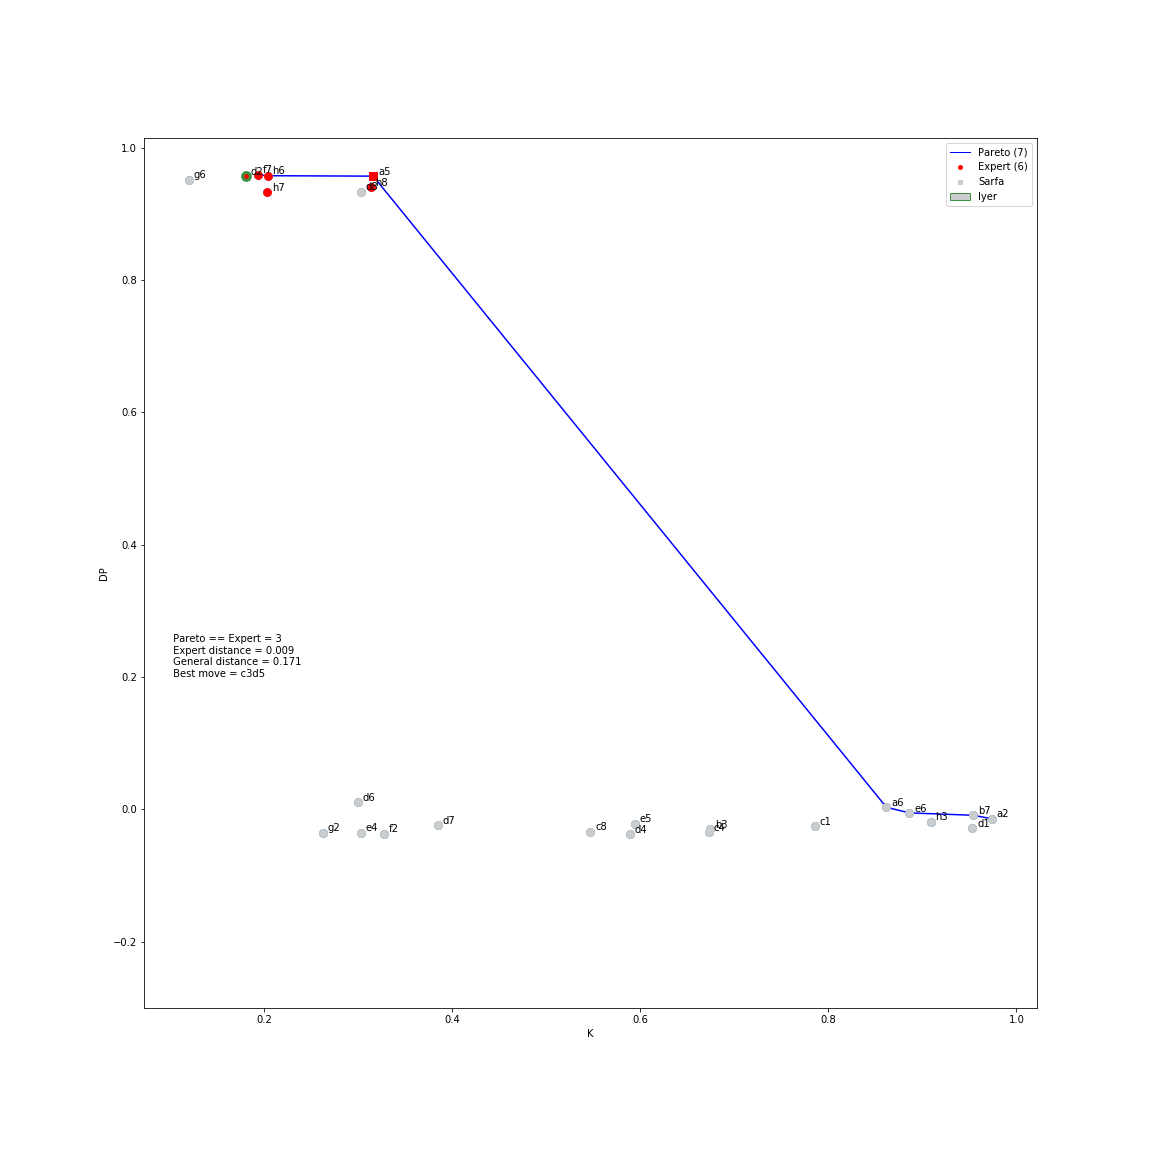 1.0
0.8
0.6
0.4
0.2
0.0
−0.2
DP
0.2
0.4
0.6
0.8
1.0
K
Pareto (7)
Expert (6)
Sarfa
Iyer
g6
f7
h6
h7
a5
h8
Pareto == Expert = 3
Expert distance = 0.009
General distance = 0.171
Best move = c3d5
d6
g2
e4
f2
d7
c8
e5
d4
b3
c4
c1
a6
e6
h3
b7
d1
a2